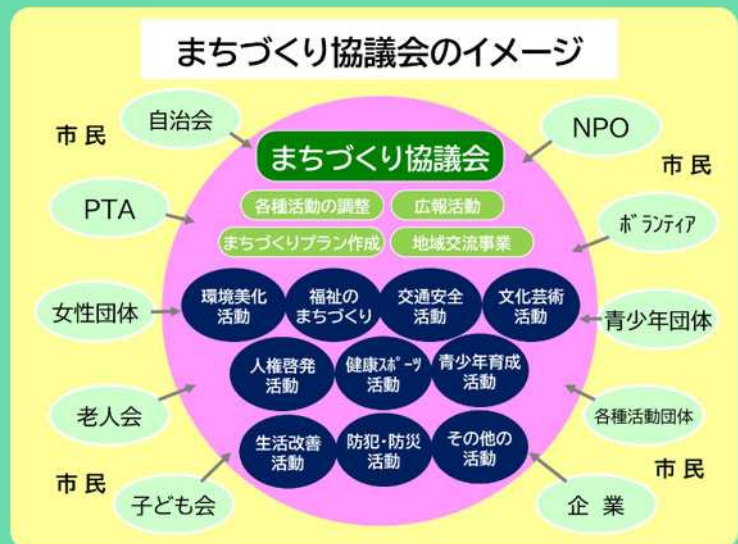 まちづくり協議会のイメージ
自治会
市民
NPO
市民
まちづくり協議会
PTA
各種活動の調整
広報活動
ボランティア
まちづくりプラン作成
地域交流事業
女性団体
環境美化
活動
福祉の
まちづくり
交通安全
活動
文化芸術
活動
青少年団体
人権啓発
活動
健康スポーツ
活動
青少年育成
活動
老人会
各種活動団体
生活改善
活動
防犯・防災
活動
その他の
活動
市民
市民
子ども会
企業